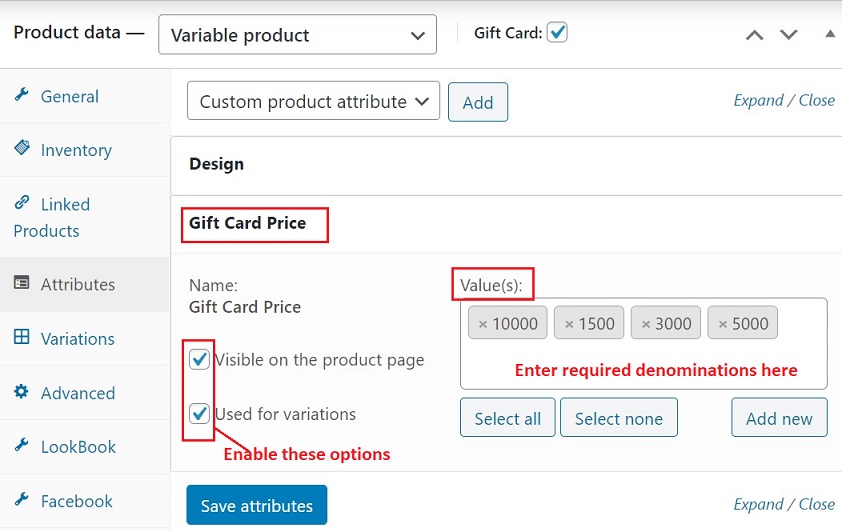 Product data — Variable product Gift Card:
General
Inventory
Linked
Products
Attributes
Variations
Advanced
LookBook
Facebook
Custom product attribute Add Expand / Close
Design
Gift Card Price
Name:
Gift Card Price
Visible on the product page
Used for variations
Enable these options
Value(s):
× 10000 × 1500 × 3000 × 5000
Enter required denominations here
Select all Select none Add new
Save attributes Expand / Close